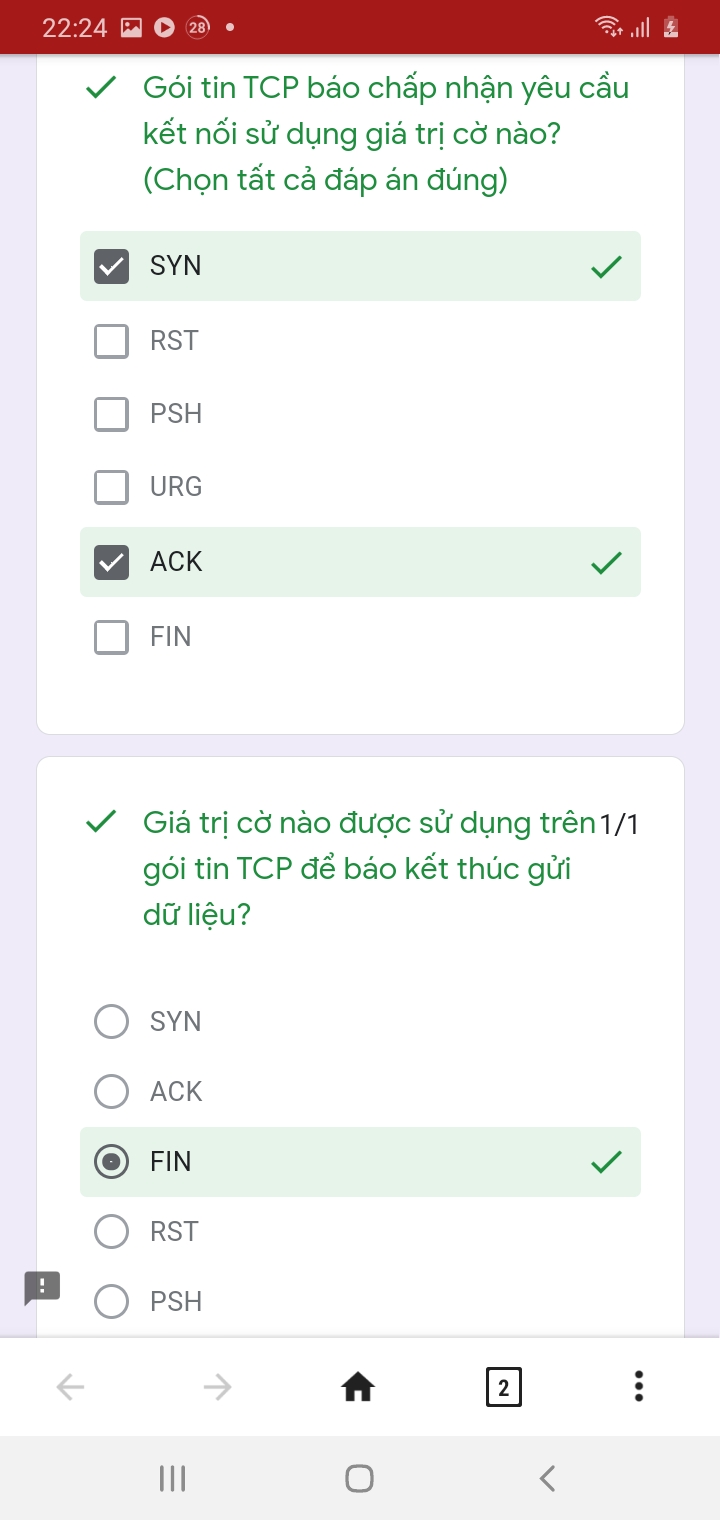 22:24 28
Gói tin TCP báo chấp nhận yêu cầu
kết nối sử dụng giá trị cờ nào?
(Chọn tất cả đáp án đúng)
SYN
RST
PSH
URG
ACK
FIN
Giá trị cờ nào được sử dụng trên 1/1
gói tin TCP để báo kết thúc gửi
dữ liệu?
SYN
ACK
FIN
RST
PSH
2